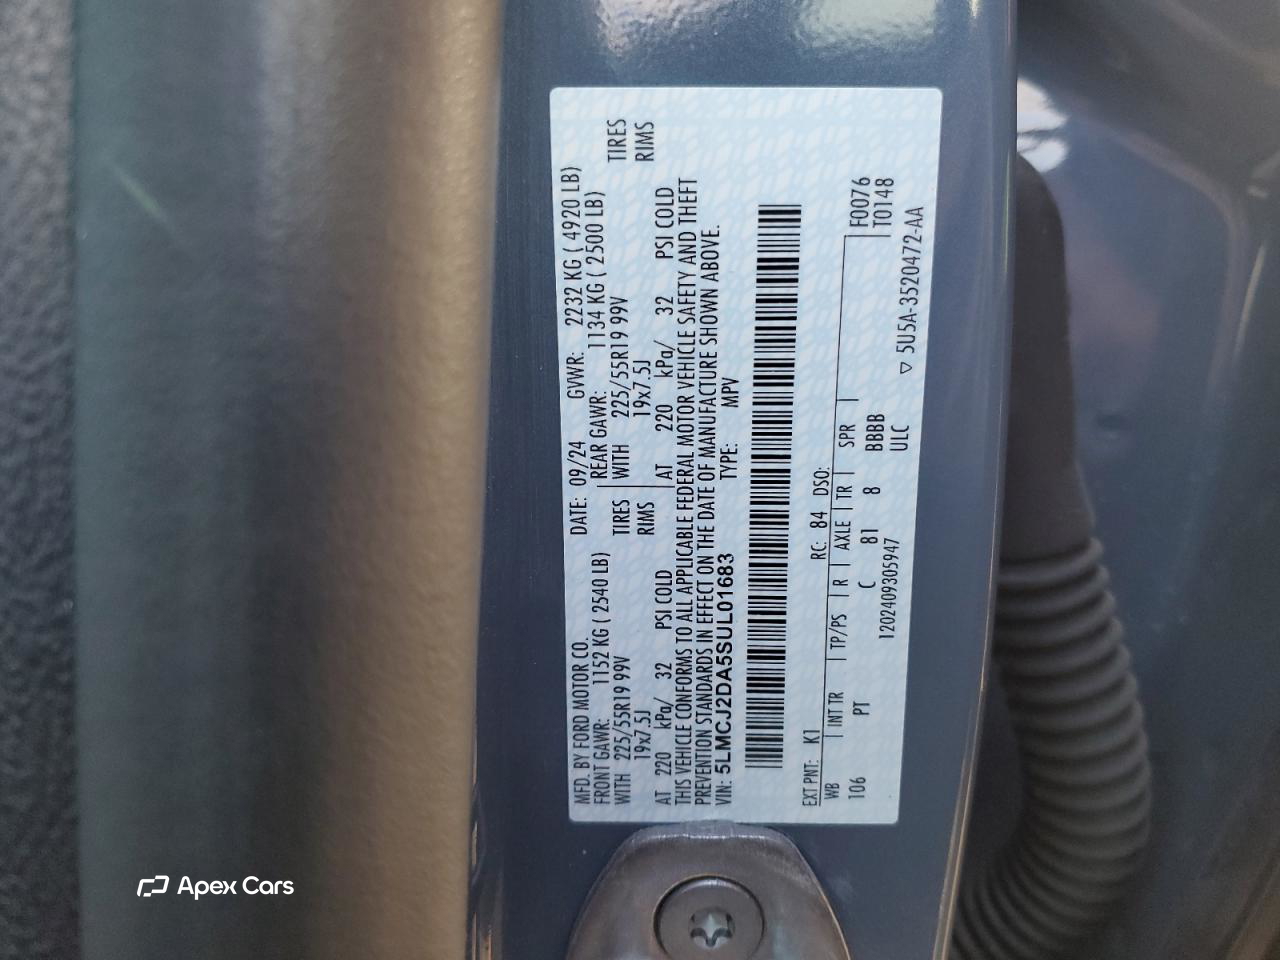 MFD. BY FORD MOTOR CO. DATE: 09/24 GVWR: 2232 KG ( 4920 LB)
FRONT GAWR: 1152 KG ( 2540 LB) REAR GAWR: 1134 KG ( 2500 LB)
WITH 225/55R19 99V TIRES WITH 225/55R19 99V TIRES
19x7.5J RIMS 19x7.5J RIMS
AT 220 kPa/ 32 PSI COLD AT 220 kPa/ 32 PSI COLD
THIS VEHICLE CONFORMS TO ALL APPLICABLE FEDERAL MOTOR VEHICLE SAFETY AND THEFT
PREVENTION STANDARDS IN EFFECT ON THE DATE OF MANUFACTURE SHOWN ABOVE.
VIN: 5LMCJ2DA5SUL01683 TYPE: MPV
EXT PNT: K1 RC: 84 DSO:
WB INT TR TP/PS R AXLE TR SPR F0076
106 PT C 81 8 BBBB T0148
1202409305947 ULC
▽ 5U5A-3520472-AA
Apex Cars